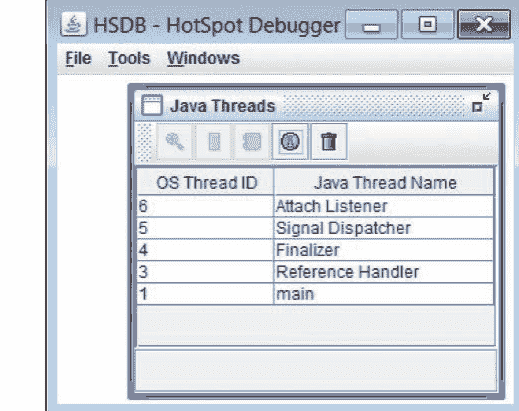 HSDB - HotSpot Debugger
File Tools Windows
Java Threads
OS Thread ID Java Thread Name
6 Attach Listener
5 Signal Dispatcher
4 Finalizer
3 Reference Handler
1 main